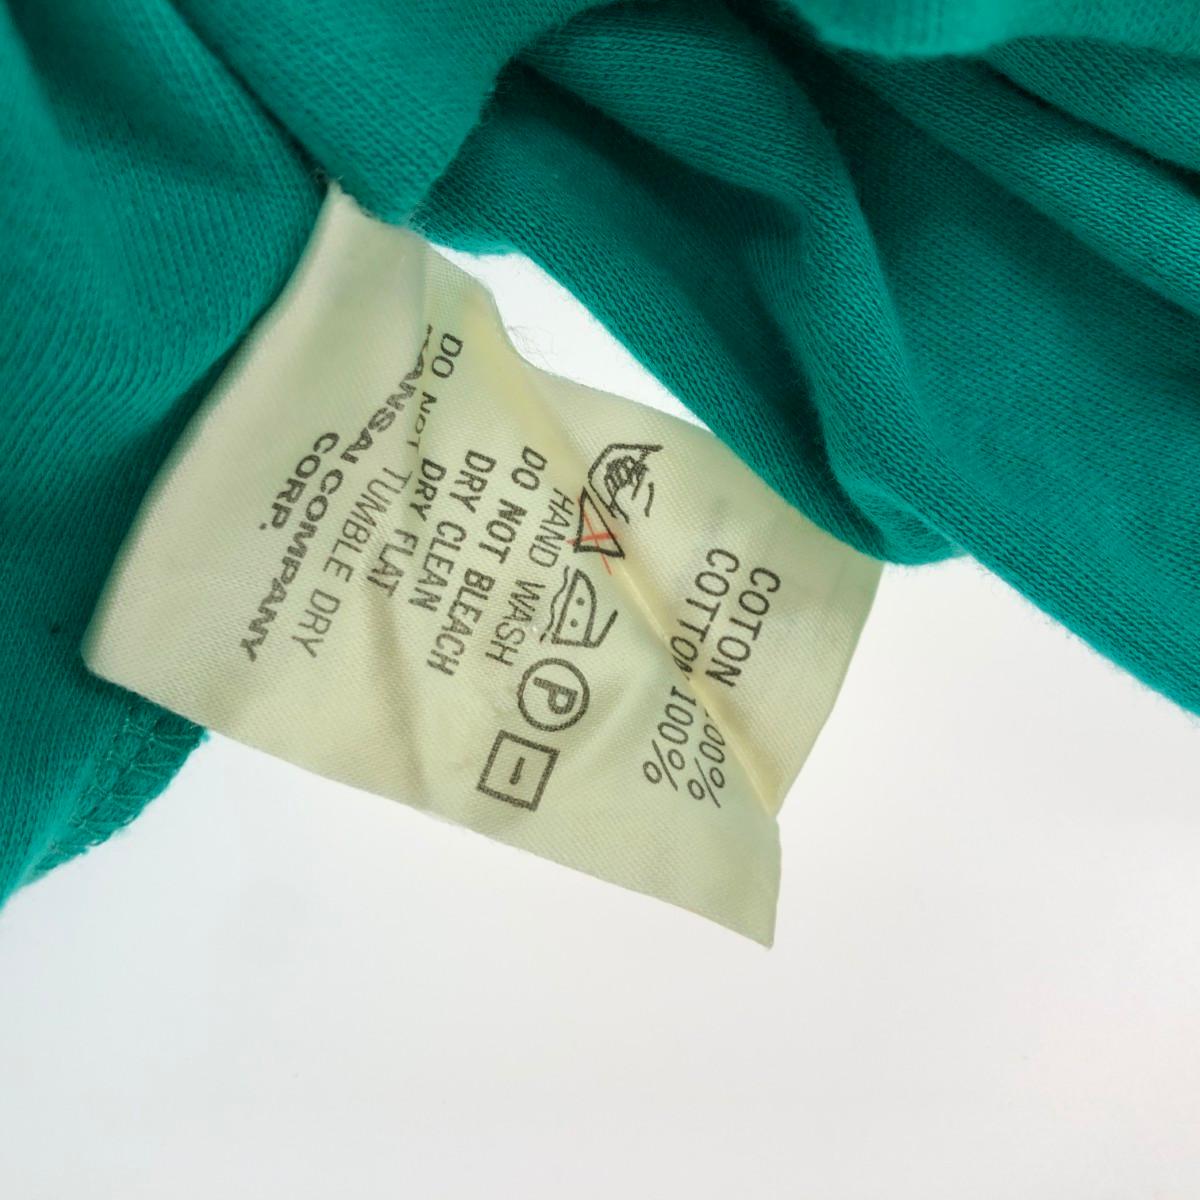 COTON 100%
COTTON 100%
P
HAND WASH
DO NOT BLEACH
DRY CLEAN
DRY FLAT
DO NOT TUMBLE DRY
KANSAI COMPANY
CORP.